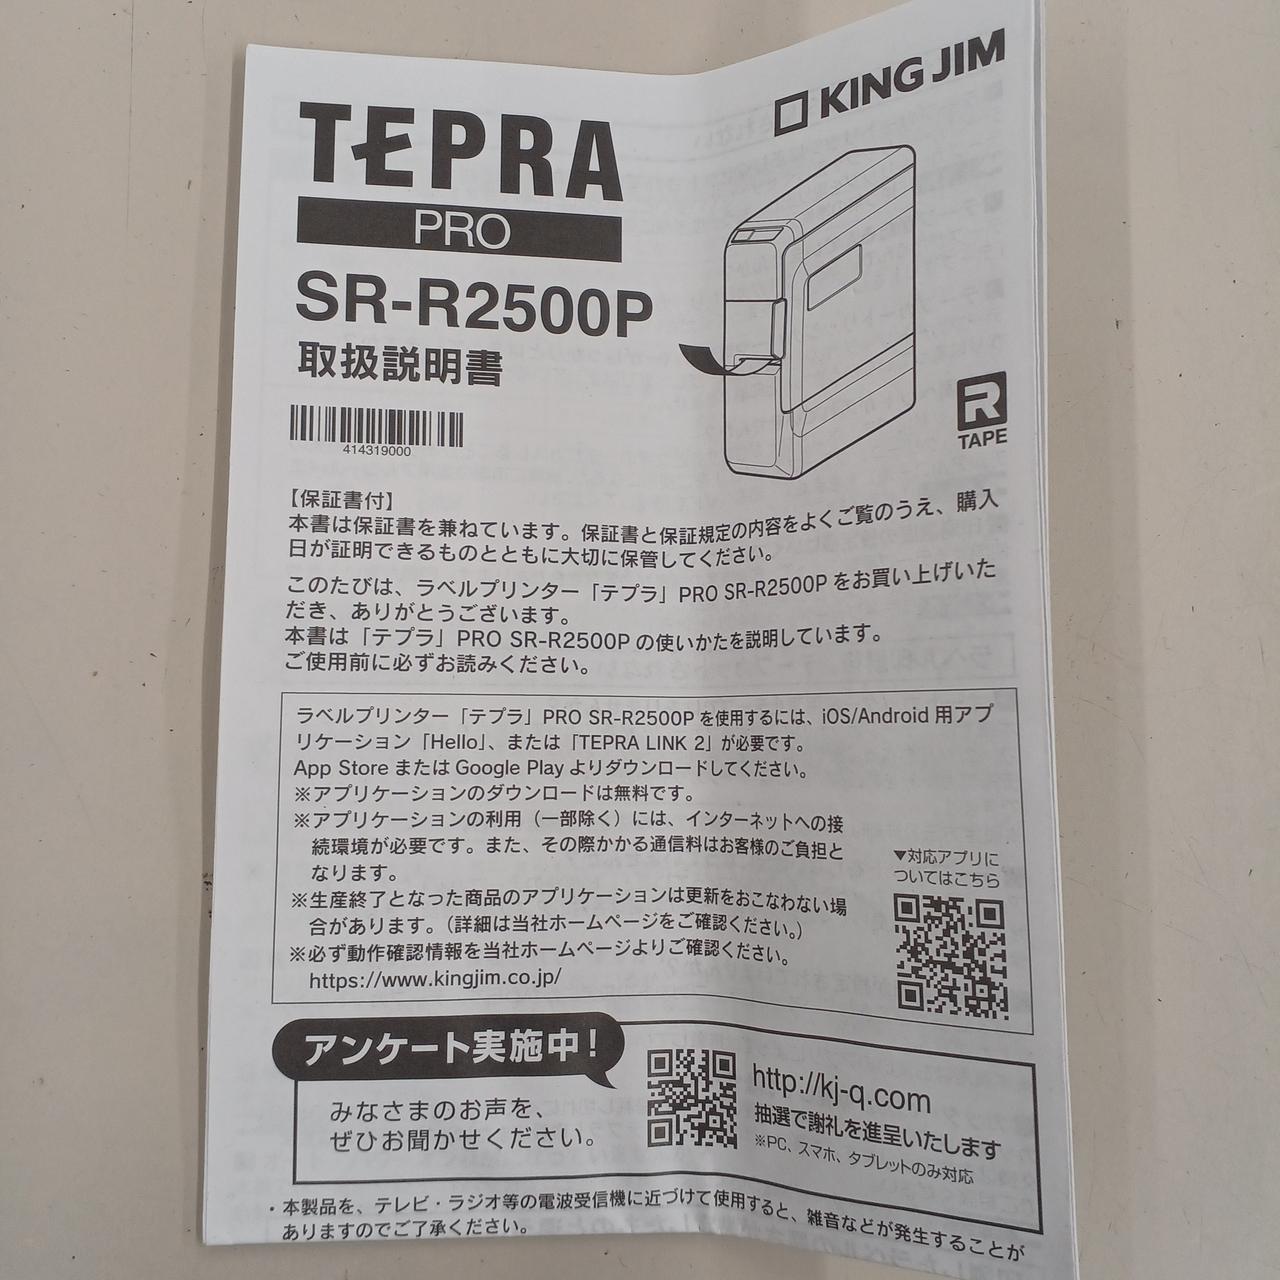 KING JIM
TEPRA
PRO
SR-R2500P
取扱説明書
414319000
R
TAPE
【保証書付】
本書は保証書を兼ねています。保証書と保証規定の内容をよくご覧のうえ、購入
日が証明できるものとともに大切に保管してください。
このたびは、ラベルプリンター「テプラ」PRO SR-R2500P をお買い上げいた
だき、ありがとうございます。
本書は「テプラ」PRO SR-R2500P の使いかたを説明しています。
ご使用前に必ずお読みください。
ラベルプリンター「テプラ」PRO SR-R2500P を使用するには、iOS/Android 用アプ
リケーション「Hello」、または「TEPRA LINK 2」が必要です。
App Store または Google Play よりダウンロードしてください。
※アプリケーションのダウンロードは無料です。
※アプリケーションの利用（一部除く）には、インターネットへの接
続環境が必要です。また、その際かかる通信料はお客様のご負担と
なります。
※生産終了となった商品のアプリケーションは更新をおこなわない場
合があります。（詳細は当社ホームページをご確認ください。）
※必ず動作確認情報を当社ホームページよりご確認ください。
https://www.kingjim.co.jp/
▼対応アプリに
ついてはこちら
アンケート実施中！
みなさまのお声を、
ぜひお聞かせください。
http://kj-q.com
抽選で謝礼を進呈いたします
※PC、スマホ、タブレットのみ対応
・本製品を、テレビ・ラジオ等の電波受信機に近づけて使用すると、雑音などが発生することが
ありますのでご了承ください。